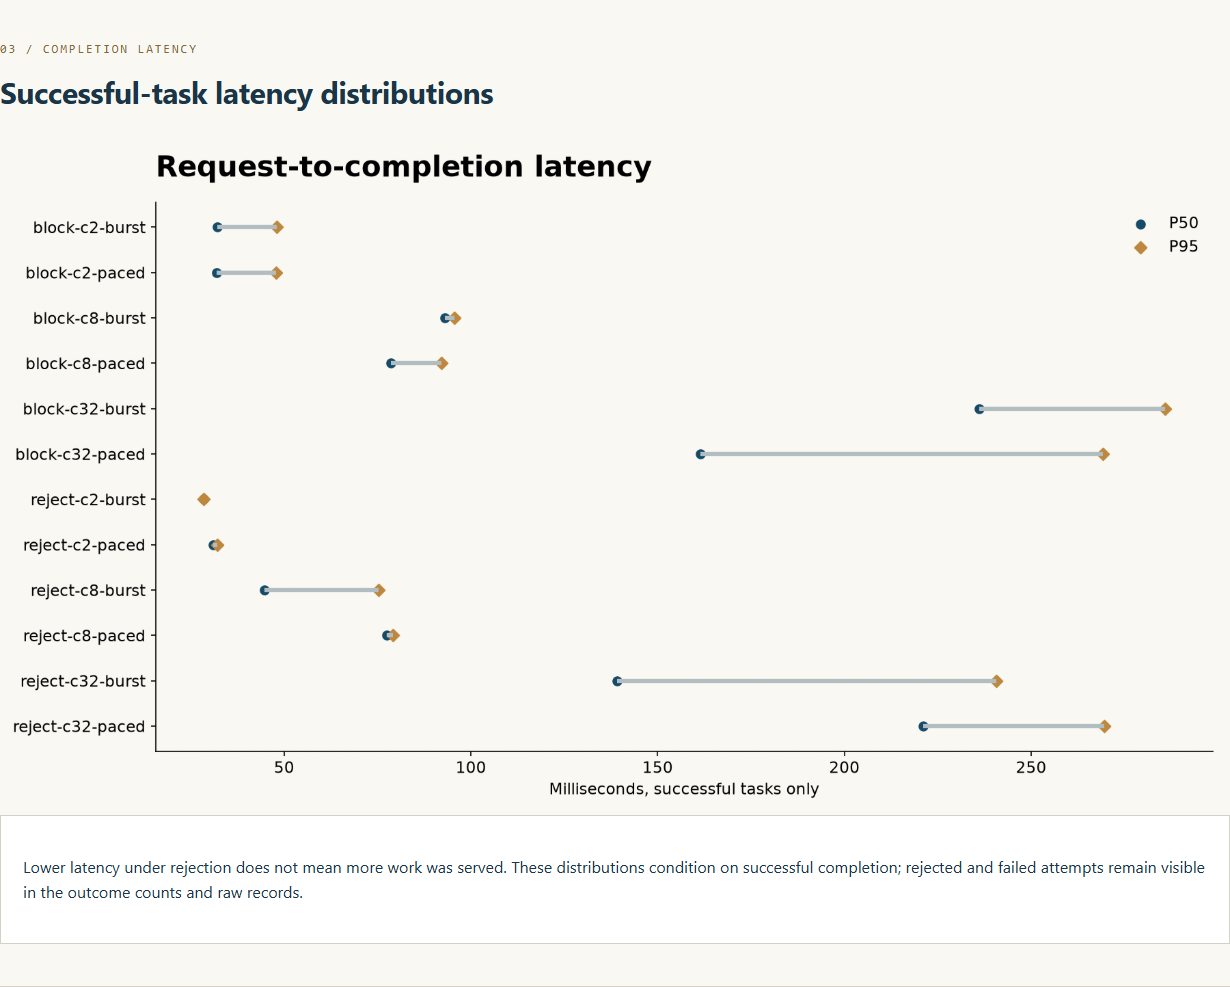 03 / COMPLETION LATENCY
Successful-task latency distributions
Request-to-completion latency
P50
P95
block-c2-burst
block-c2-paced
block-c8-burst
block-c8-paced
block-c32-burst
block-c32-paced
reject-c2-burst
reject-c2-paced
reject-c8-burst
reject-c8-paced
reject-c32-burst
reject-c32-paced
50 100 150 200 250
Milliseconds, successful tasks only
Lower latency under rejection does not mean more work was served. These distributions condition on successful completion; rejected and failed attempts remain visible
in the outcome counts and raw records.